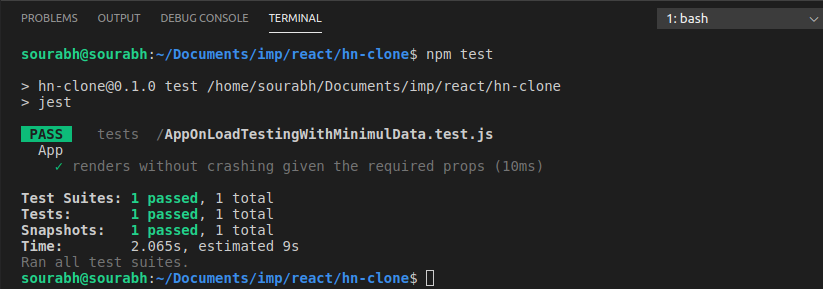 PROBLEMS OUTPUT DEBUG CONSOLE TERMINAL 1: bash
sourabh@sourabh:~/Documents/imp/react/hn-clone$ npm test
> hn-clone@0.1.0 test /home/sourabh/Documents/imp/react/hn-clone
> jest
PASS tests /AppOnLoadTestingWithMinimulData.test.js
App
✓ renders without crashing given the required props (10ms)
Test Suites: 1 passed, 1 total
Tests: 1 passed, 1 total
Snapshots: 1 passed, 1 total
Time: 2.065s, estimated 9s
Ran all test suites.
sourabh@sourabh:~/Documents/imp/react/hn-clone$